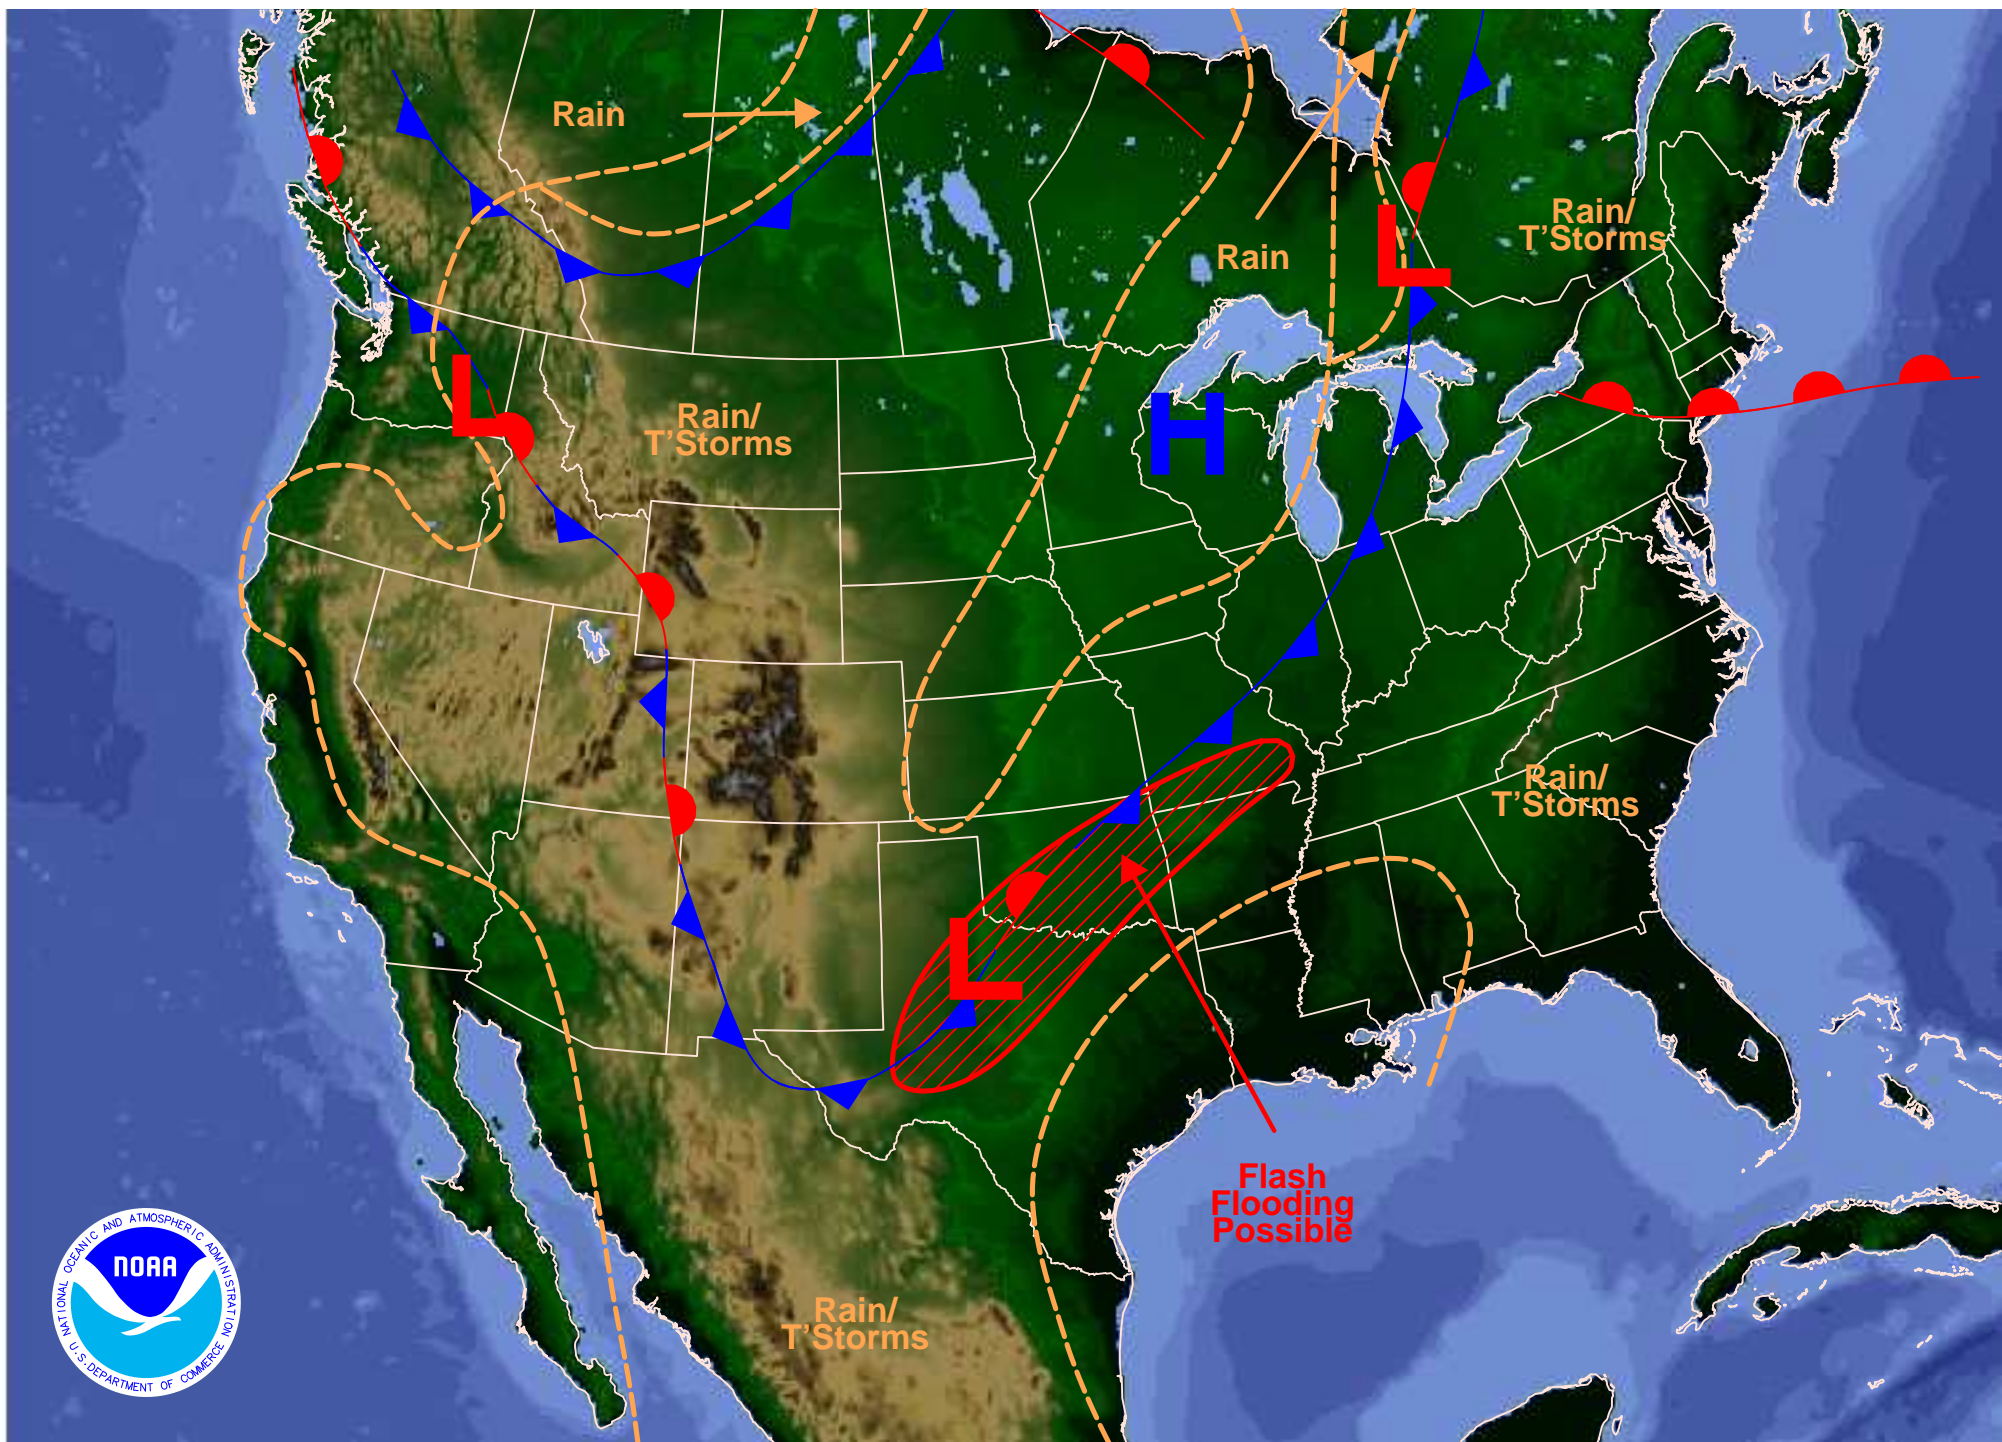 Rain
Rain/
T'Storms
Rain
L
L
Rain/
T'Storms
H
Rain/
T'Storms
L
Flash
Flooding
Possible
Rain/
T'Storms
NATIONAL OCEANIC AND ATMOSPHERIC ADMINISTRATION
NOAA
U.S. DEPARTMENT OF COMMERCE